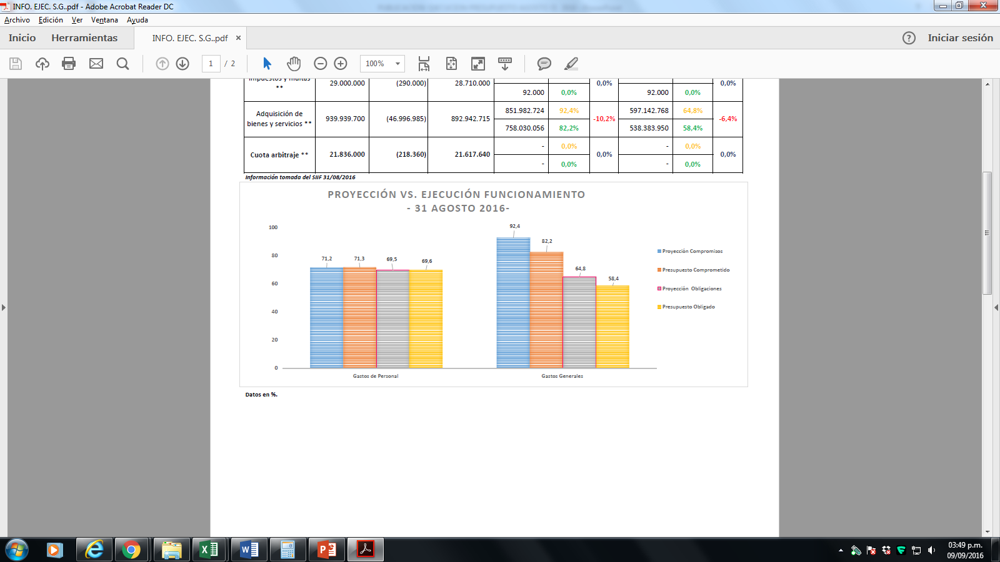 INFO. EJEC. S.G..pdf - Adobe Acrobat Reader DC
Archivo Edición Ver Ventana Ayuda
Inicio Herramientas INFO. EJEC. S.G..pdf × ? Iniciar sesión
1 / 2 100%
Impuestos y multas ** 29.000.000 (290.000) 28.710.000 0,0% 0,0%
92.000 0,0% 92.000 0,0%
851.982.724 92,4% 597.142.768 64,8%
Adquisición de
bienes y servicios ** 939.939.700 (46.996.985) 892.942.715 -10,2% -6,4%
758.030.056 82,2% 538.383.950 58,4%
- 0,0% - 0,0%
Cuota arbitraje ** 21.836.000 (218.360) 21.617.640 0,0% 0,0%
- 0,0% - 0,0%
Información tomada del SIIF 31/08/2016
PROYECCIÓN VS. EJECUCIÓN FUNCIONAMIENTO
- 31 AGOSTO 2016-
100
80
60
40
20
0
71,2 71,3 69,5 69,6
92,4 82,2 64,8 58,4
Gastos de Personal Gastos Generales
Proyección Compromisos
Presupuesto Comprometido
Proyección Obligaciones
Presupuesto Obligado
Datos en %.
03:49 p.m.
09/09/2016